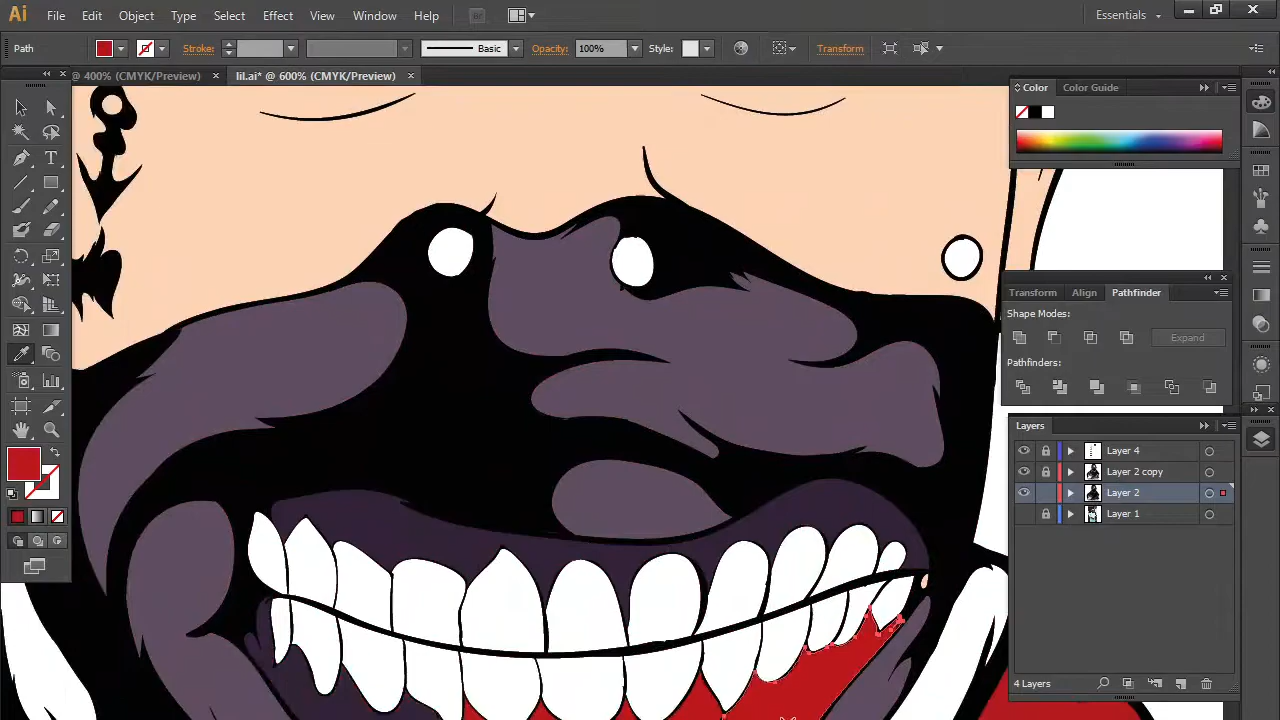 Ai File Edit Object Type Select Effect View Window Help Br Essentials
Path Stroke: Basic Opacity: 100% Style: Transform
@ 400% (CMYK/Preview) × lil.ai* @ 600% (CMYK/Preview) ×
Color Color Guide
Transform Align Pathfinder
Shape Modes:
Expand
Pathfinders:
Layers
Layer 4
Layer 2 copy
Layer 2
Layer 1
4 Layers